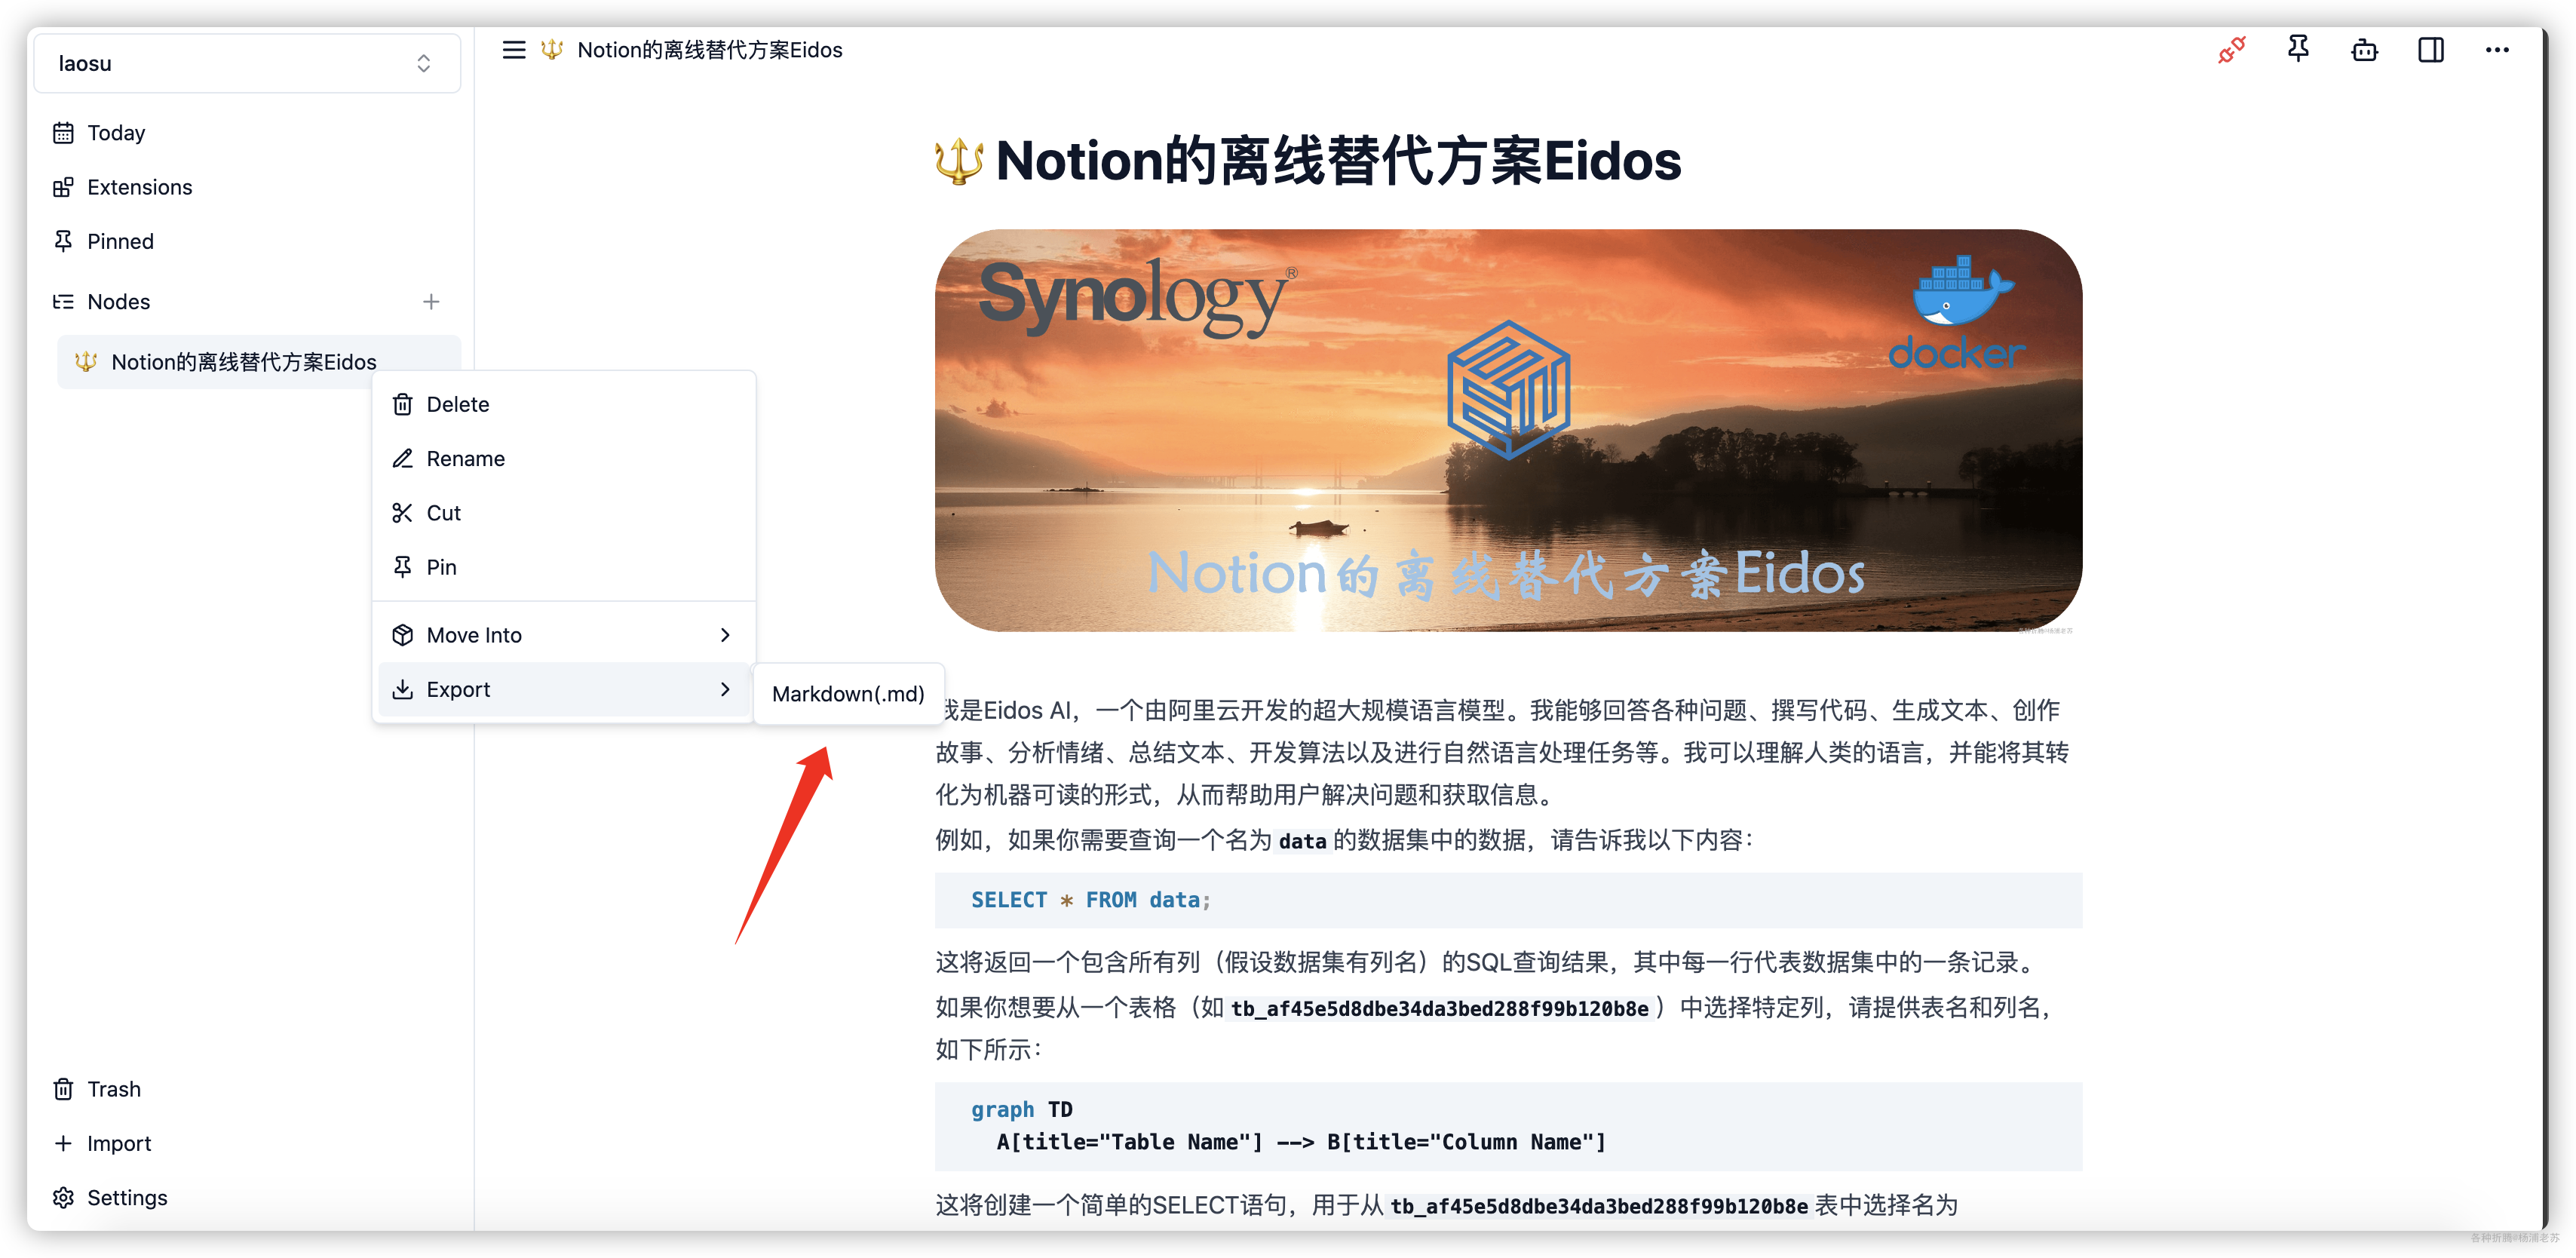 laosu
Today
Extensions
Pinned
Nodes
Notion的离线替代方案Eidos
Delete
Rename
Cut
Pin
Move Into
Export
Markdown(.md)
Trash
Import
Settings
Notion的离线替代方案Eidos
Notion的离线替代方案Eidos
Synology®
docker
Notion的离线替代方案Eidos
各种折腾@杨浦老苏
我是Eidos AI，一个由阿里云开发的超大规模语言模型。我能够回答各种问题、撰写代码、生成文本、创作
故事、分析情绪、总结文本、开发算法以及进行自然语言处理任务等。我可以理解人类的语言，并能将其转
化为机器可读的形式，从而帮助用户解决问题和获取信息。
例如，如果你需要查询一个名为 data 的数据集中的数据，请告诉我以下内容：
SELECT * FROM data;
这将返回一个包含所有列（假设数据集有列名）的SQL查询结果，其中每一行代表数据集中的一条记录。
如果你想要从一个表格（如 tb_af45e5d8dbe34da3bed288f99b120b8e ）中选择特定列，请提供表名和列名，
如下所示：
graph TD
A[title="Table Name"] --> B[title="Column Name"]
这将创建一个简单的SELECT语句，用于从 tb_af45e5d8dbe34da3bed288f99b120b8e 表中选择名为
各种折腾@杨浦老苏